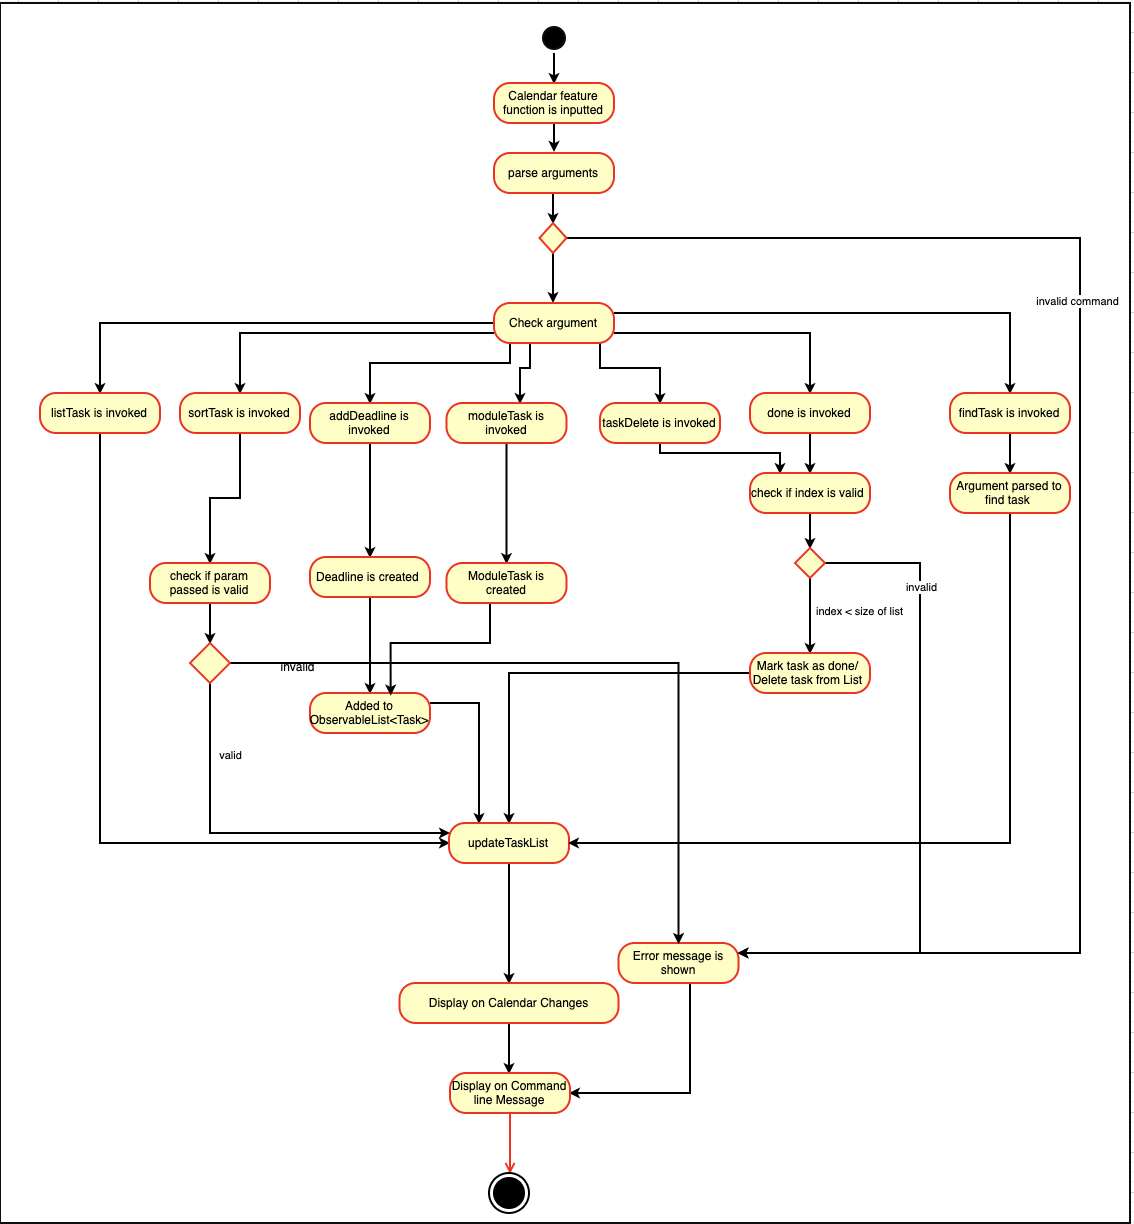 Calendar feature
function is inputted
parse arguments
invalid command
Check argument
listTask is invoked
sortTask is invoked
addDeadline is
invoked
moduleTask is
invoked
taskDelete is invoked
done is invoked
findTask is invoked
check if index is valid
Argument parsed to
find task
check if param
passed is valid
Deadline is created
ModuleTask is
created
invalid
index < size of list
invalid
Mark task as done/
Delete task from List
Added to
ObservableList<Task>
valid
updateTaskList
Error message is
shown
Display on Calendar Changes
Display on Command
line Message